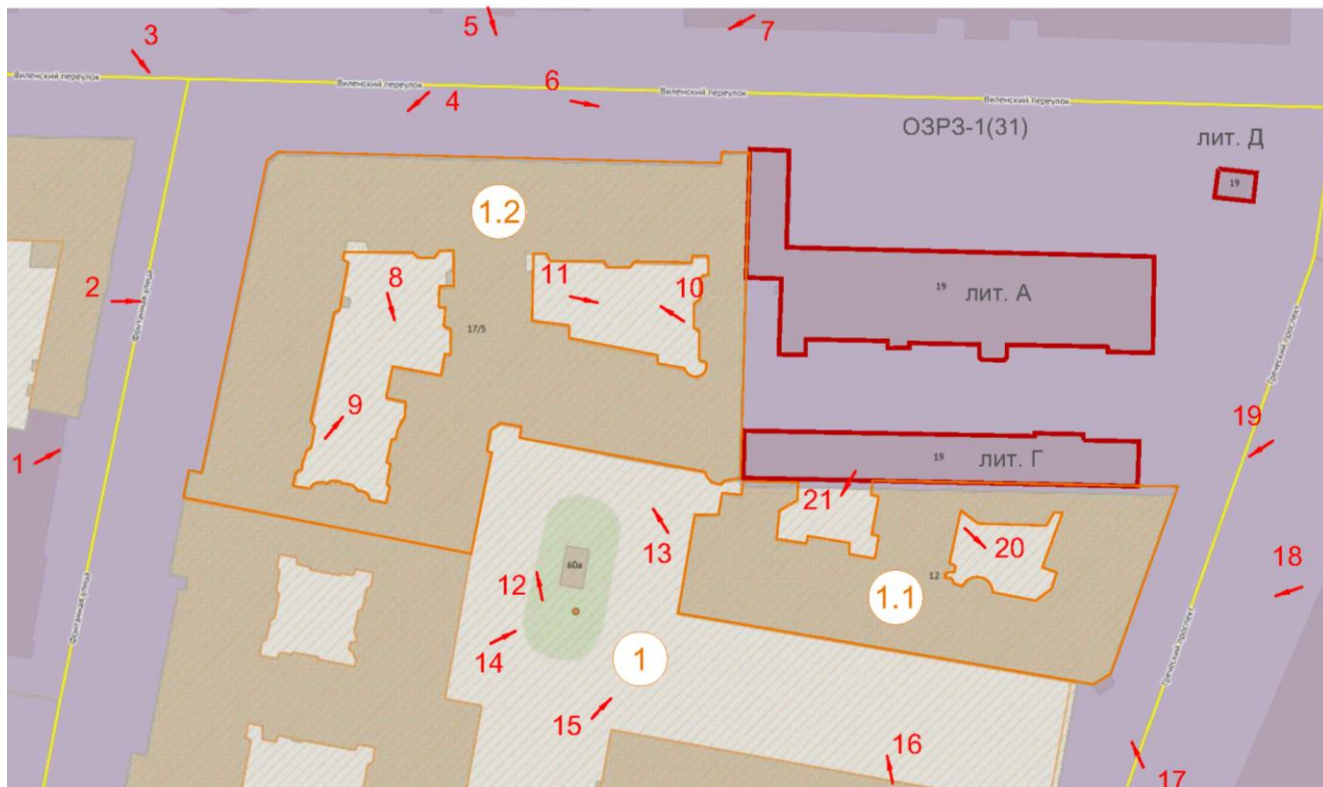 3
5
7
Виленский переулок
Виленский переулок
4
6
Виленский переулок
Виленский переулок
ОЗРЗ-1(31)
лит. Д
19
1.2
2
Фонтанная улица
8
11
10
17/5
19 лит. А
Греческий проспект
9
1
19
19 лит. Г
21
13
20
18
60а
12
12
1.1
14
1
Фонтанная улица
Греческий проспект
15
16
17